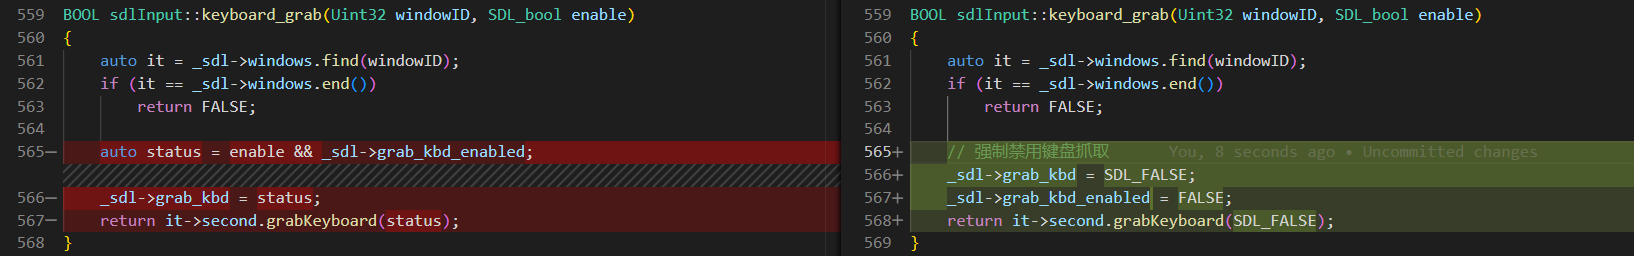 559 BOOL sdlInput::keyboard_grab(Uint32 windowID, SDL_bool enable)
560 {
561 auto it = _sdl->windows.find(windowID);
562 if (it == _sdl->windows.end())
563 return FALSE;
564
565− auto status = enable && _sdl->grab_kbd_enabled;
566− _sdl->grab_kbd = status;
567− return it->second.grabKeyboard(status);
568 }
559 BOOL sdlInput::keyboard_grab(Uint32 windowID, SDL_bool enable)
560 {
561 auto it = _sdl->windows.find(windowID);
562 if (it == _sdl->windows.end())
563 return FALSE;
564
565+ // 强制禁用键盘抓取 You, 8 seconds ago • Uncommitted changes
566+ _sdl->grab_kbd = SDL_FALSE;
567+ _sdl->grab_kbd_enabled = FALSE;
568+ return it->second.grabKeyboard(SDL_FALSE);
569 }